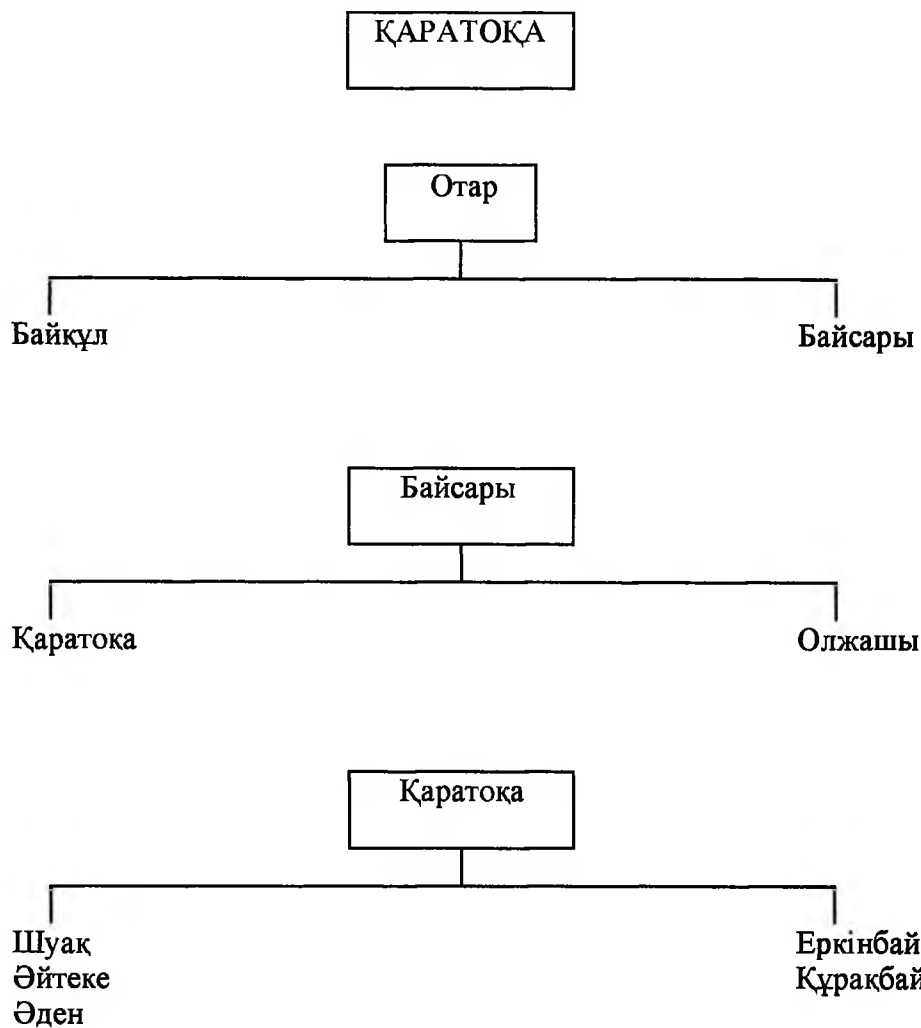 ҚАРАТОҚА
Отар
Байқұл
Байсары
Байсары
Қаратоқа
Олжашы
Қаратоқа
Шуақ
Әйтеке
Әден
Еркінбай
Құрақбай